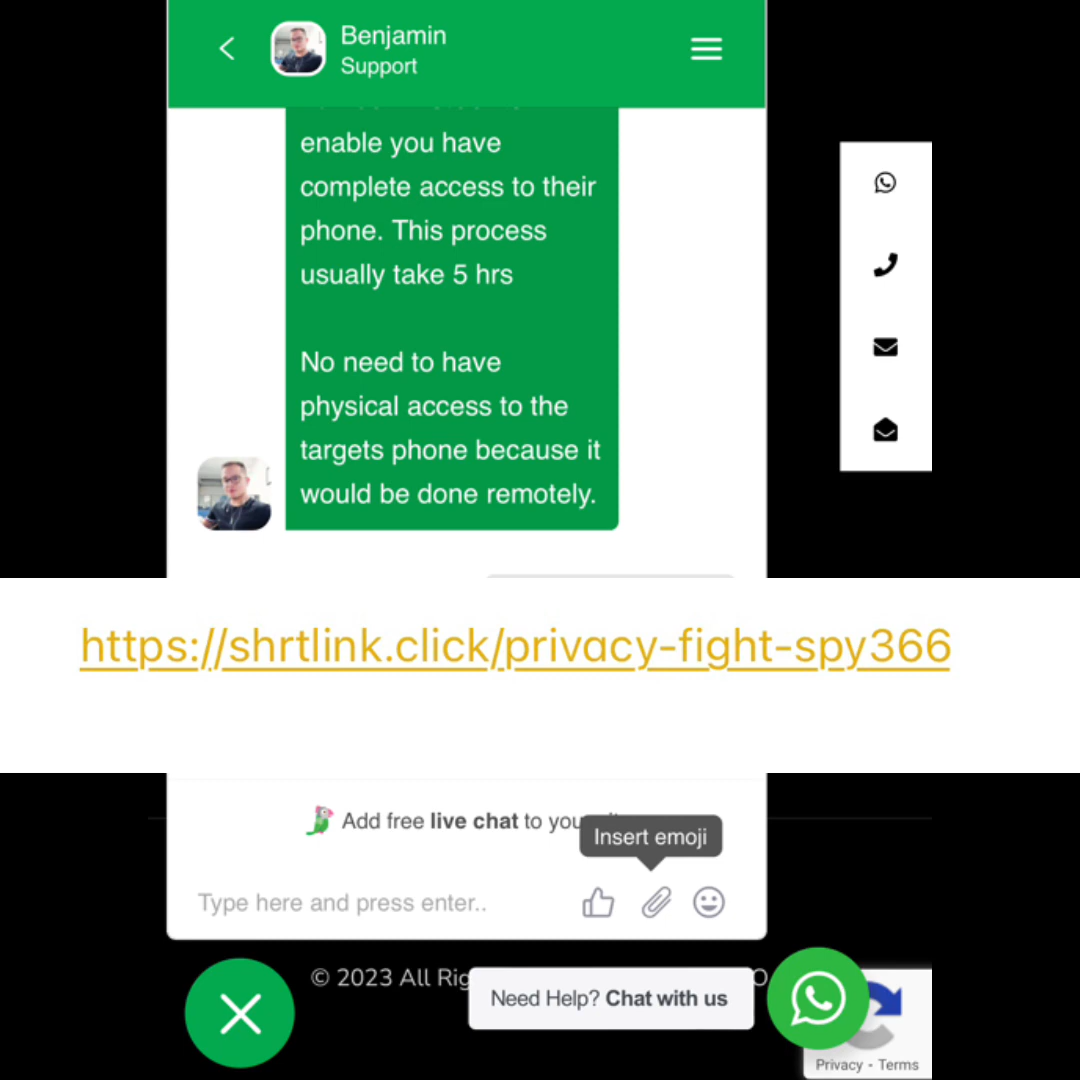 Benjamin
Support
enable you have
complete access to their
phone. This process
usually take 5 hrs
No need to have
physical access to the
targets phone because it
would be done remotely.
https://shrtlink.click/privacy-fight-spy366
Add free live chat to
Insert emoji
Type here and press enter..
© 2023 All
Need Help? Chat with us
Privacy - Terms